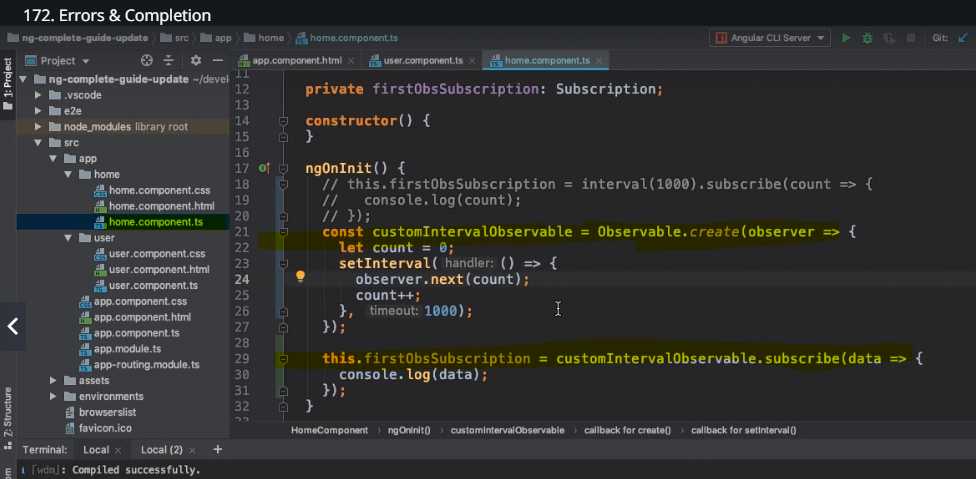 172. Errors & Completion
ng-complete-guide-update src app home home.component.ts Angular CLI Server Git:
Project app.component.html user.component.ts home.component.ts
1: Project
ng-complete-guide-update ~/devel
.vscode
e2e
node_modules library root
src
app
home
home.component.css
home.component.html
home.component.ts
user
user.component.css
user.component.html
user.component.ts
app.component.css
app.component.html
app.component.ts
app.module.ts
app-routing.module.ts
assets
environments
browserslist
favicon.ico
11
12 private firstObsSubscription: Subscription;
13
14 constructor() {
15 }
16
17 ngOnInit() {
18 // this.firstObsSubscription = interval(1000).subscribe(count => {
19 //   console.log(count);
20 // });
21 const customIntervalObservable = Observable.create(observer => {
22 let count = 0;
23 setInterval( handler: () => {
24 observer.next(count);
25 count++;
26 }, timeout: 1000);
27 });
28
29 this.firstObsSubscription = customIntervalObservable.subscribe(data => {
30 console.log(data);
31 });
32 }
HomeComponent ngOnInit() customIntervalObservable callback for create() callback for setInterval()
7: Structure
Terminal: Local × Local (2) × +
[wdm]: Compiled successfully.